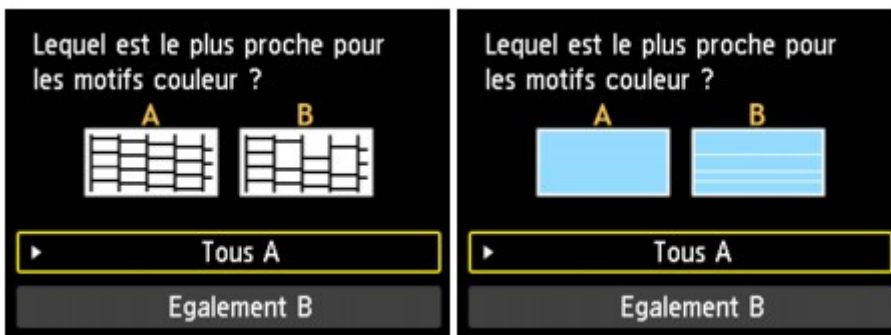 Lequel est le plus proche pour
les motifs couleur ?
A B
Tous A
Egalement B
Lequel est le plus proche pour
les motifs couleur ?
A B
Tous A
Egalement B